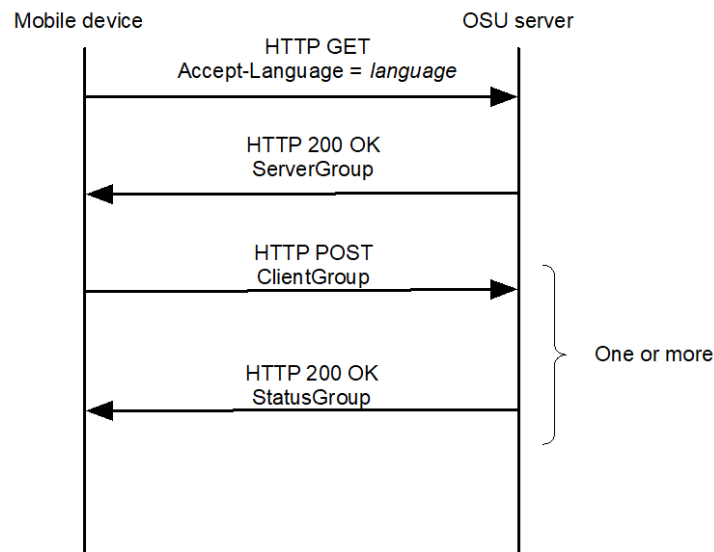 Mobile device
OSU server
HTTP GET
Accept-Language = language
HTTP 200 OK
ServerGroup
HTTP POST
ClientGroup
One or more
HTTP 200 OK
StatusGroup